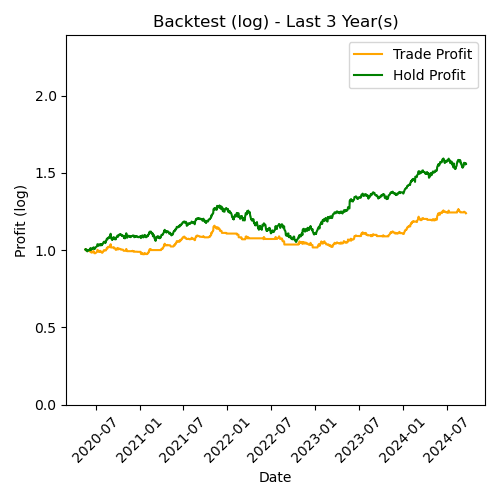 Backtest (log) - Last 3 Year(s)
Trade Profit
Hold Profit
Profit (log)
2.0
1.5
1.0
0.5
0.0
2020-07
2021-01
2021-07
2022-01
2022-07
2023-01
2023-07
2024-01
2024-07
Date